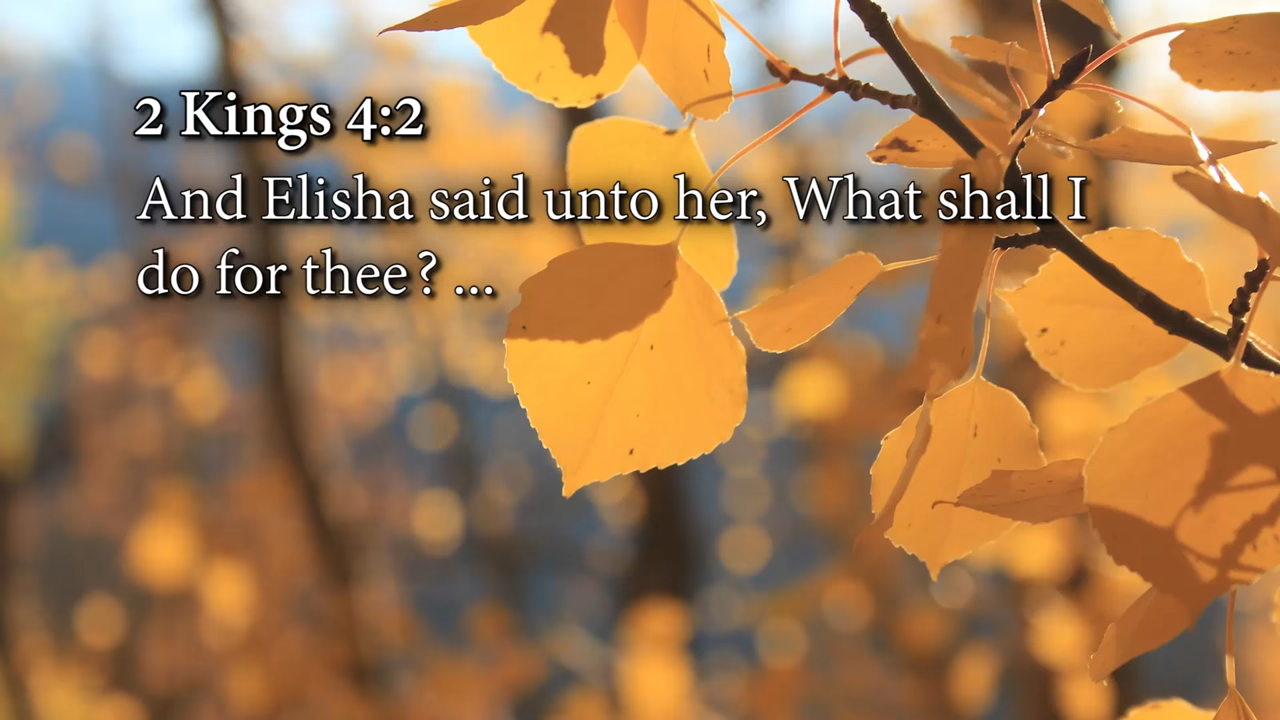 2 Kings 4:2
And Elisha said unto her, What shall I
do for thee? ...